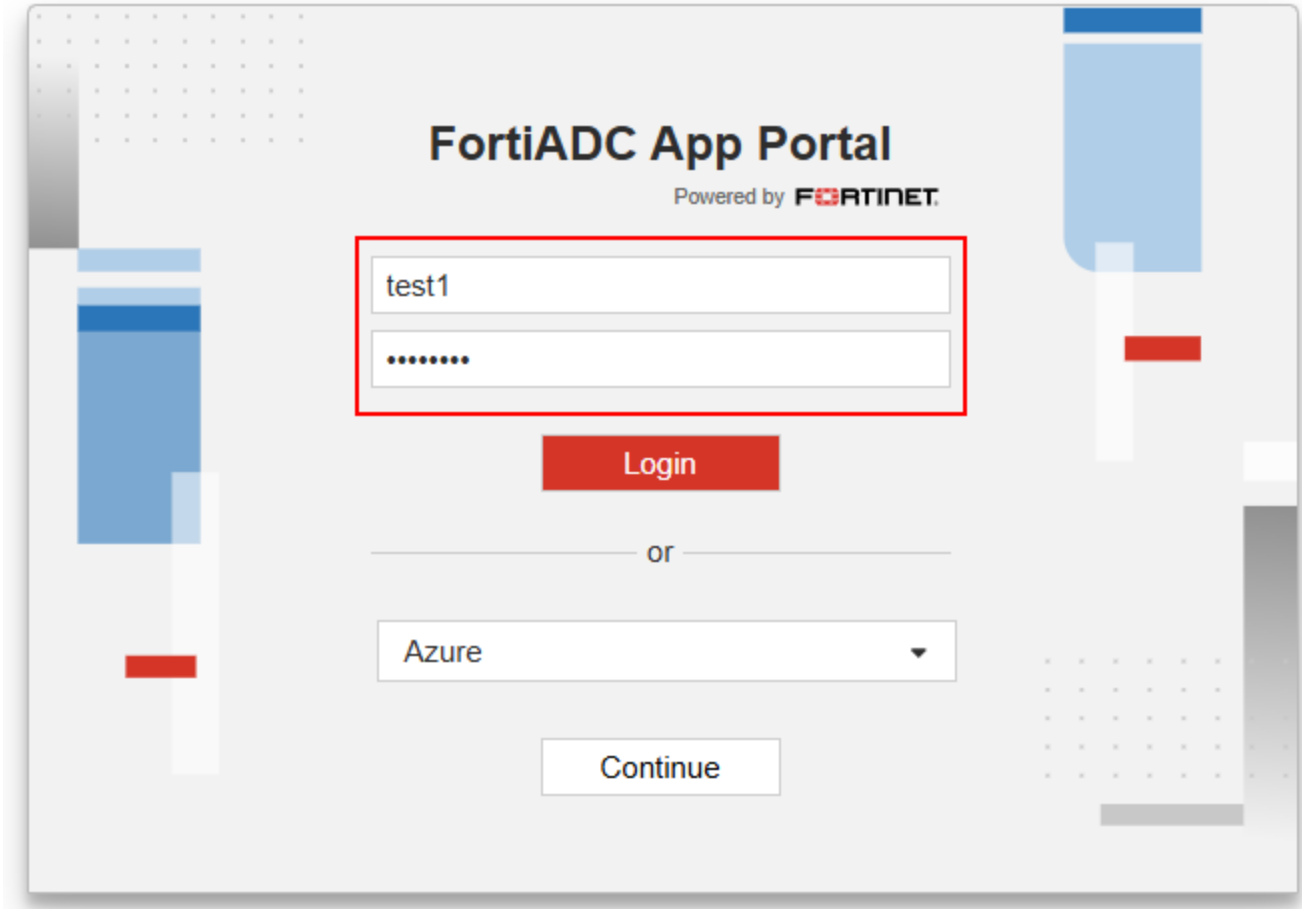 FortiADC App Portal
Powered by FORTINET
test1
••••••••
Login
or
Azure
Continue